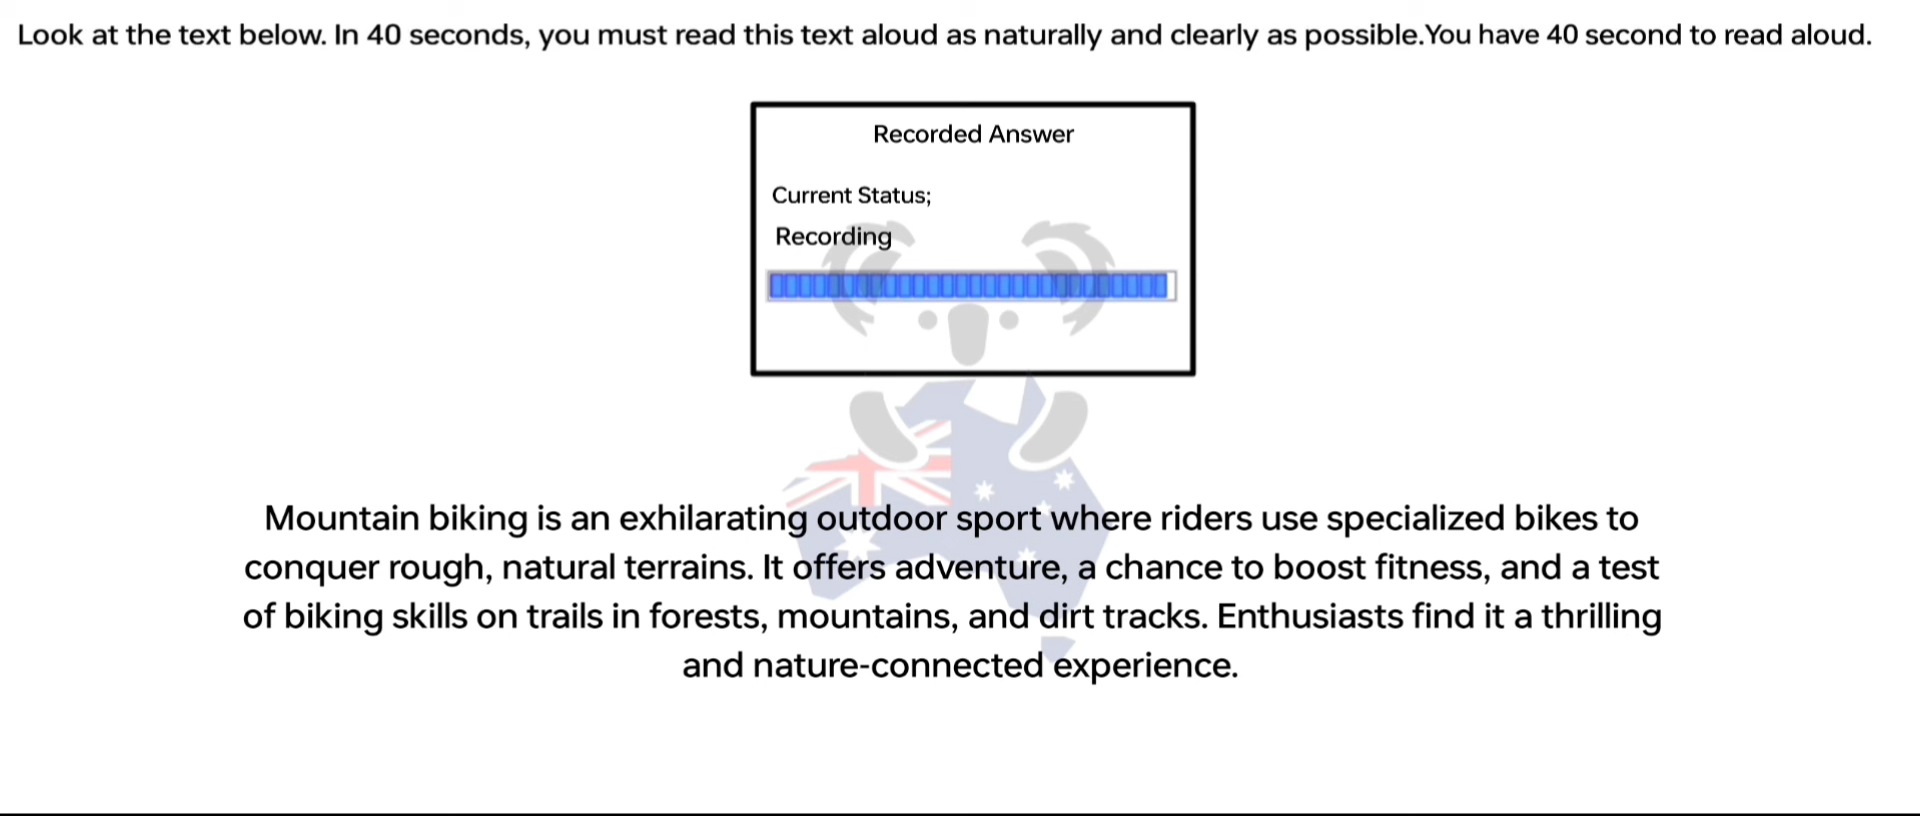 Look at the text below. In 40 seconds, you must read this text aloud as naturally and clearly as possible.You have 40 second to read aloud.
Recorded Answer
Current Status;
Recording
Mountain biking is an exhilarating outdoor sport where riders use specialized bikes to
conquer rough, natural terrains. It offers adventure, a chance to boost fitness, and a test
of biking skills on trails in forests, mountains, and dirt tracks. Enthusiasts find it a thrilling
and nature-connected experience.